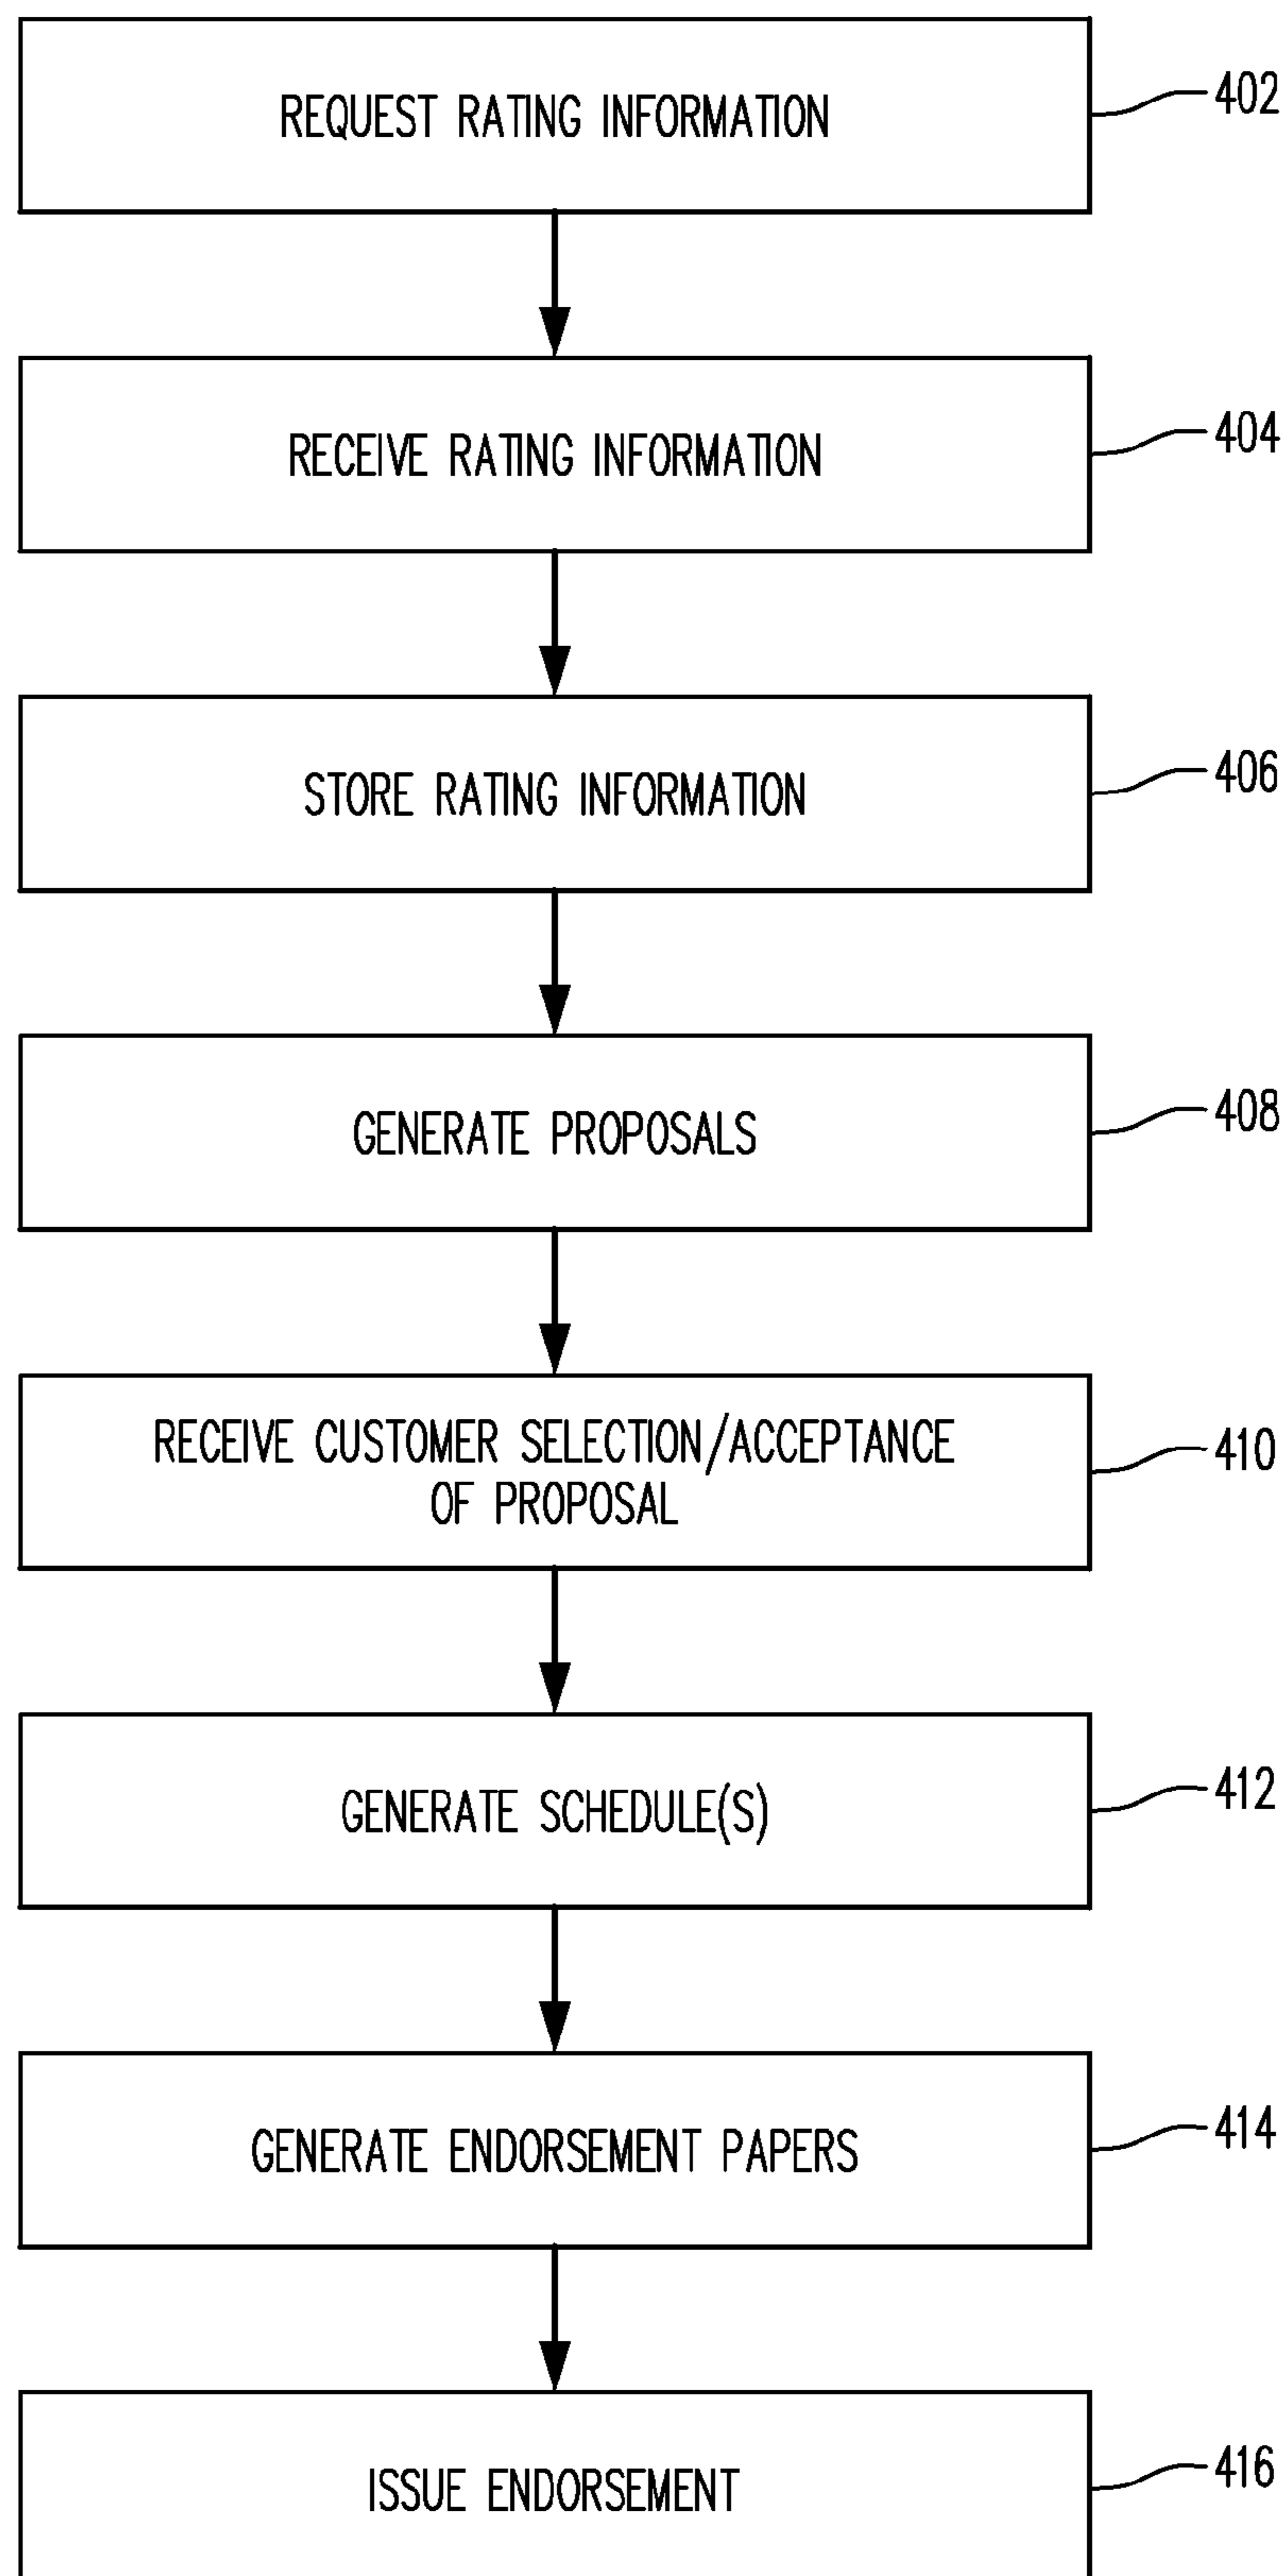 REQUEST RATING INFORMATION
402
RECEIVE RATING INFORMATION
404
STORE RATING INFORMATION
406
GENERATE PROPOSALS
408
RECEIVE CUSTOMER SELECTION/ACCEPTANCE
OF PROPOSAL
410
GENERATE SCHEDULE(S)
412
GENERATE ENDORSEMENT PAPERS
414
ISSUE ENDORSEMENT
416